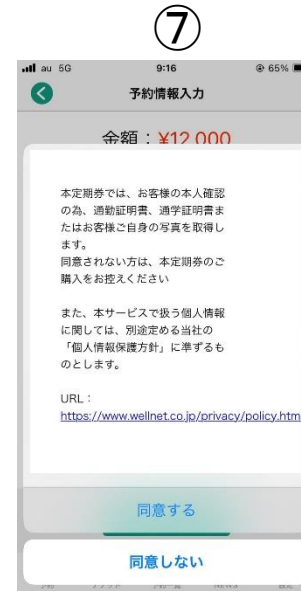 ⑦
au 5G 9:16 65%
予約情報入力
金額：¥12,000
本定期券では、お客様の本人確認
の為、通勤証明書、通学証明書ま
たはお客様ご自身の写真を取得し
ます。
同意されない方は、本定期券のご
購入をお控えください
また、本サービスで扱う個人情報
に関しては、別途定める当社の
「個人情報保護方針」に準ずるも
のとします。
URL：
https://www.wellnet.co.jp/privacy/policy.htm
同意する
同意しない